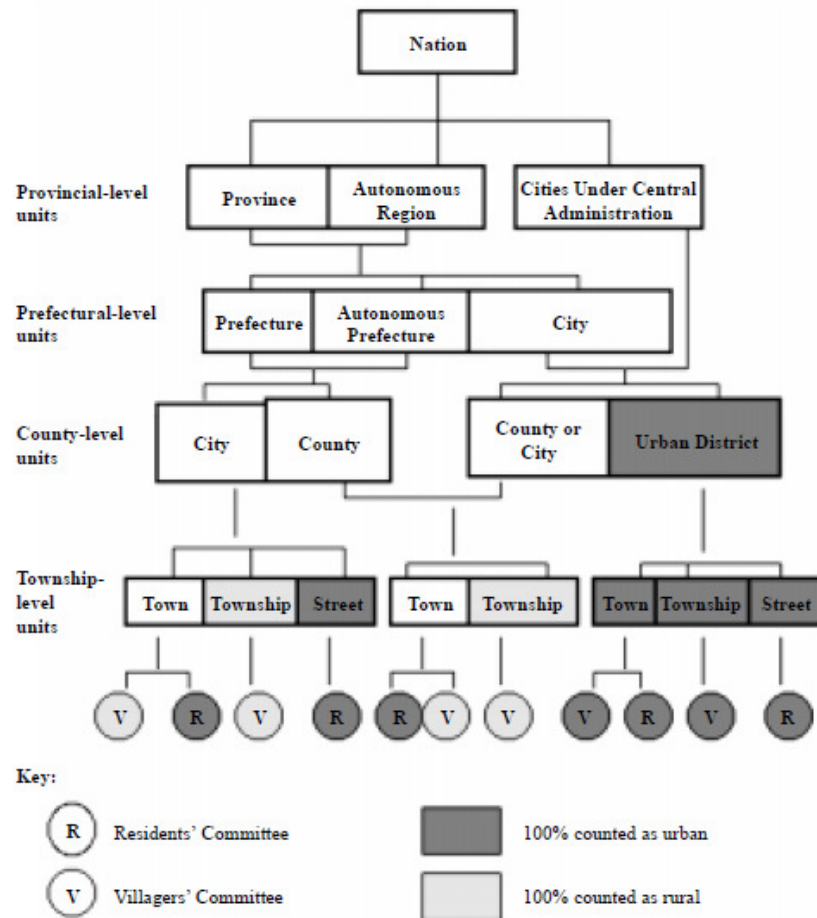 Nation
Provincial-level
units
Province
Autonomous
Region
Cities Under Central
Administration
Prefectural-level
units
Prefecture
Autonomous
Prefecture
City
County-level
units
City
County
County or
City
Urban District
Township-
level
units
Town
Township
Street
Town
Township
Town
Township
Street
V
R
V
R
R
V
V
V
R
V
R
Key:
R
Residents’ Committee
100% counted as urban
V
Villagers’ Committee
100% counted as rural